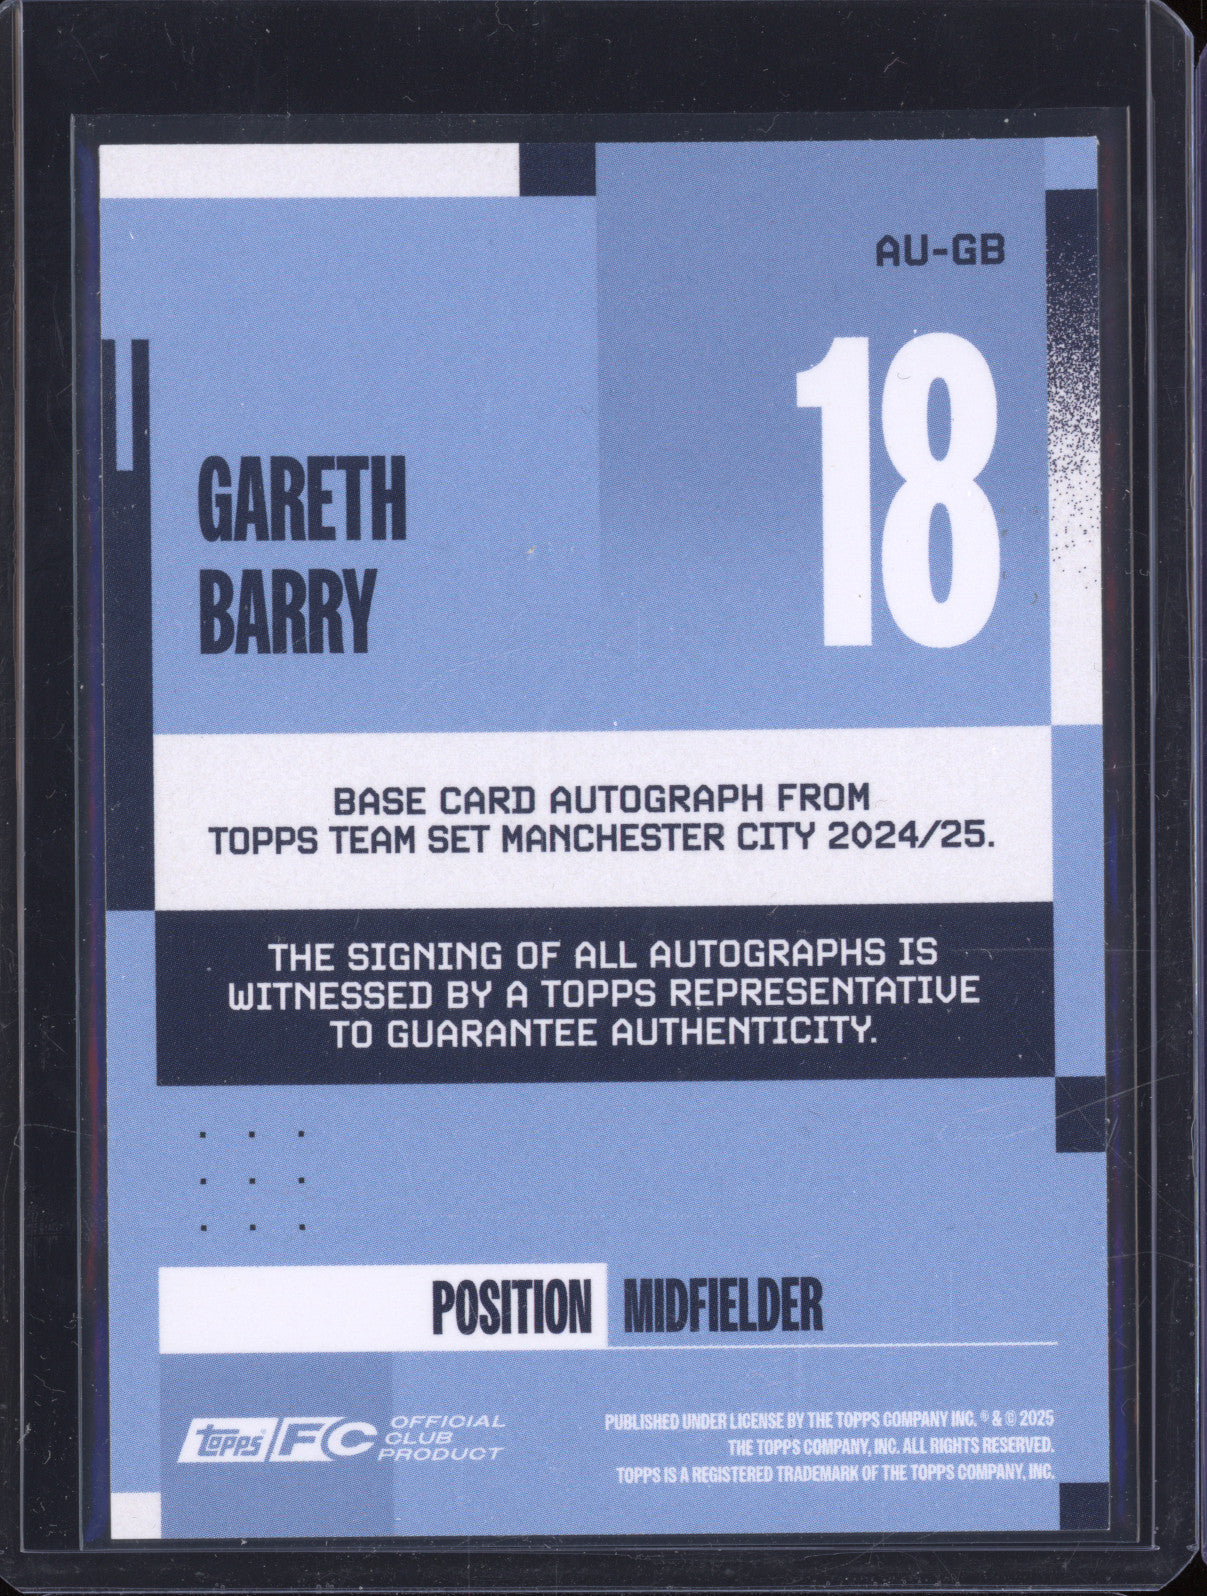 AU-GB
18
GARETH
BARRY
BASE CARD AUTOGRAPH FROM
TOPPS TEAM SET MANCHESTER CITY 2024/25.
THE SIGNING OF ALL AUTOGRAPHS IS
WITNESSED BY A TOPPS REPRESENTATIVE
TO GUARANTEE AUTHENTICITY.
POSITION MIDFIELDER
topps FC OFFICIAL
CLUB
PRODUCT
PUBLISHED UNDER LICENSE BY THE TOPPS COMPANY INC. ® & © 2025
THE TOPPS COMPANY, INC. ALL RIGHTS RESERVED.
TOPPS IS A REGISTERED TRADEMARK OF THE TOPPS COMPANY, INC.